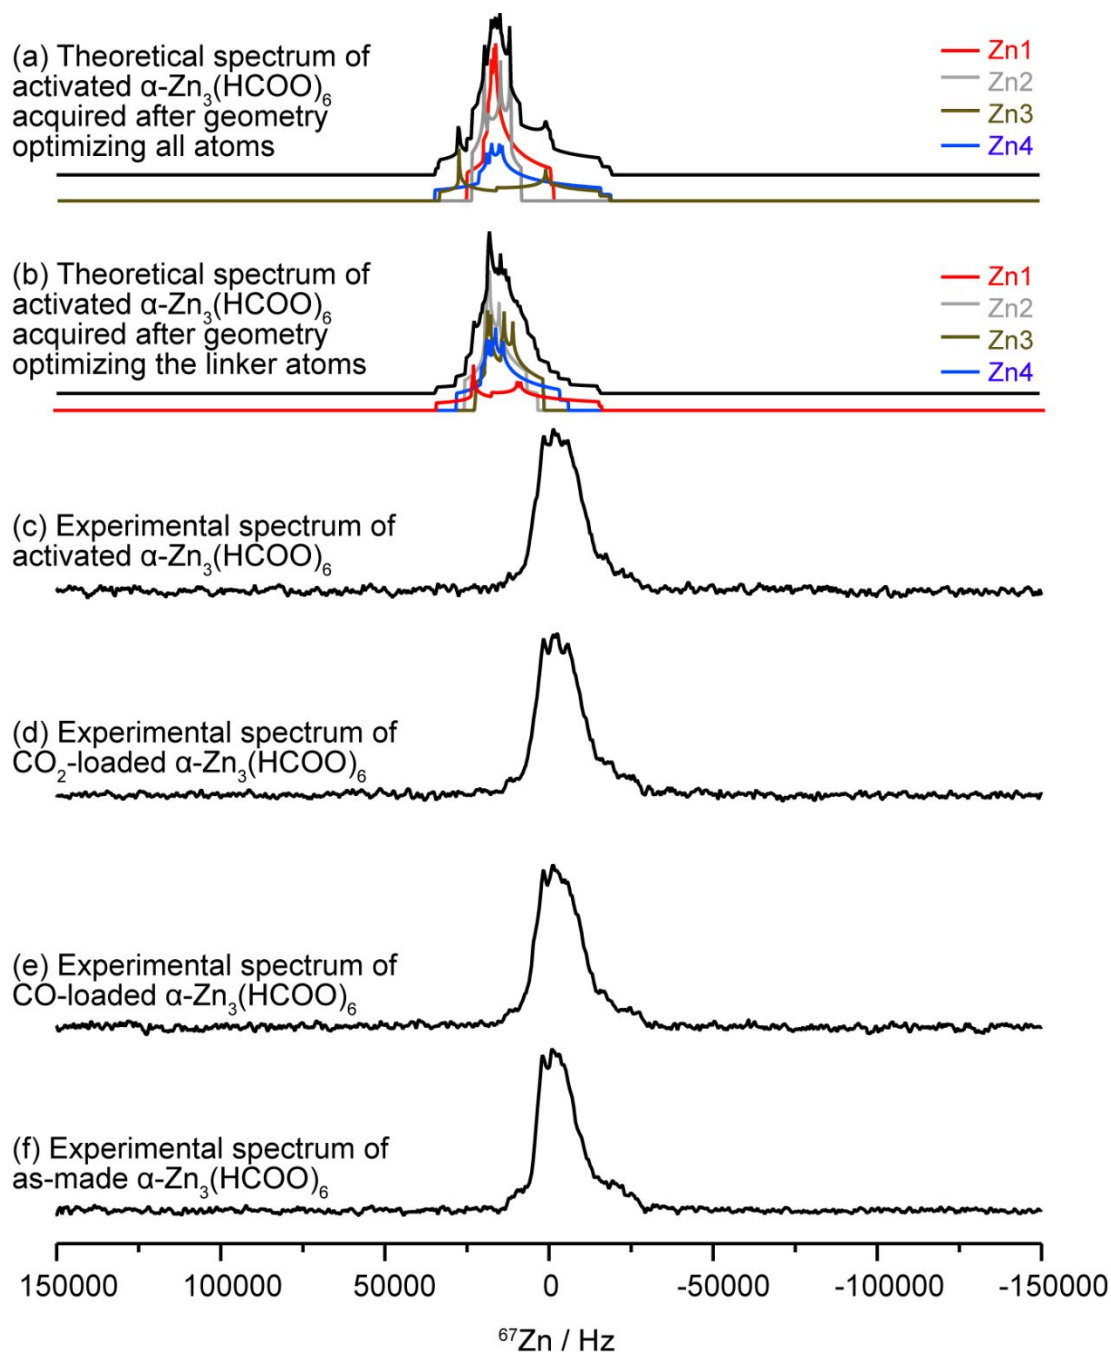 (a) Theoretical spectrum of
activated α-Zn₃(HCOO)₆
acquired after geometry
optimizing all atoms
Zn1
Zn2
Zn3
Zn4
(b) Theoretical spectrum of
activated α-Zn₃(HCOO)₆
acquired after geometry
optimizing the linker atoms
Zn1
Zn2
Zn3
Zn4
(c) Experimental spectrum of
activated α-Zn₃(HCOO)₆
(d) Experimental spectrum of
CO₂-loaded α-Zn₃(HCOO)₆
(e) Experimental spectrum of
CO-loaded α-Zn₃(HCOO)₆
(f) Experimental spectrum of
as-made α-Zn₃(HCOO)₆
150000 100000 50000 0 -50000 -100000 -150000
⁶⁷Zn / Hz